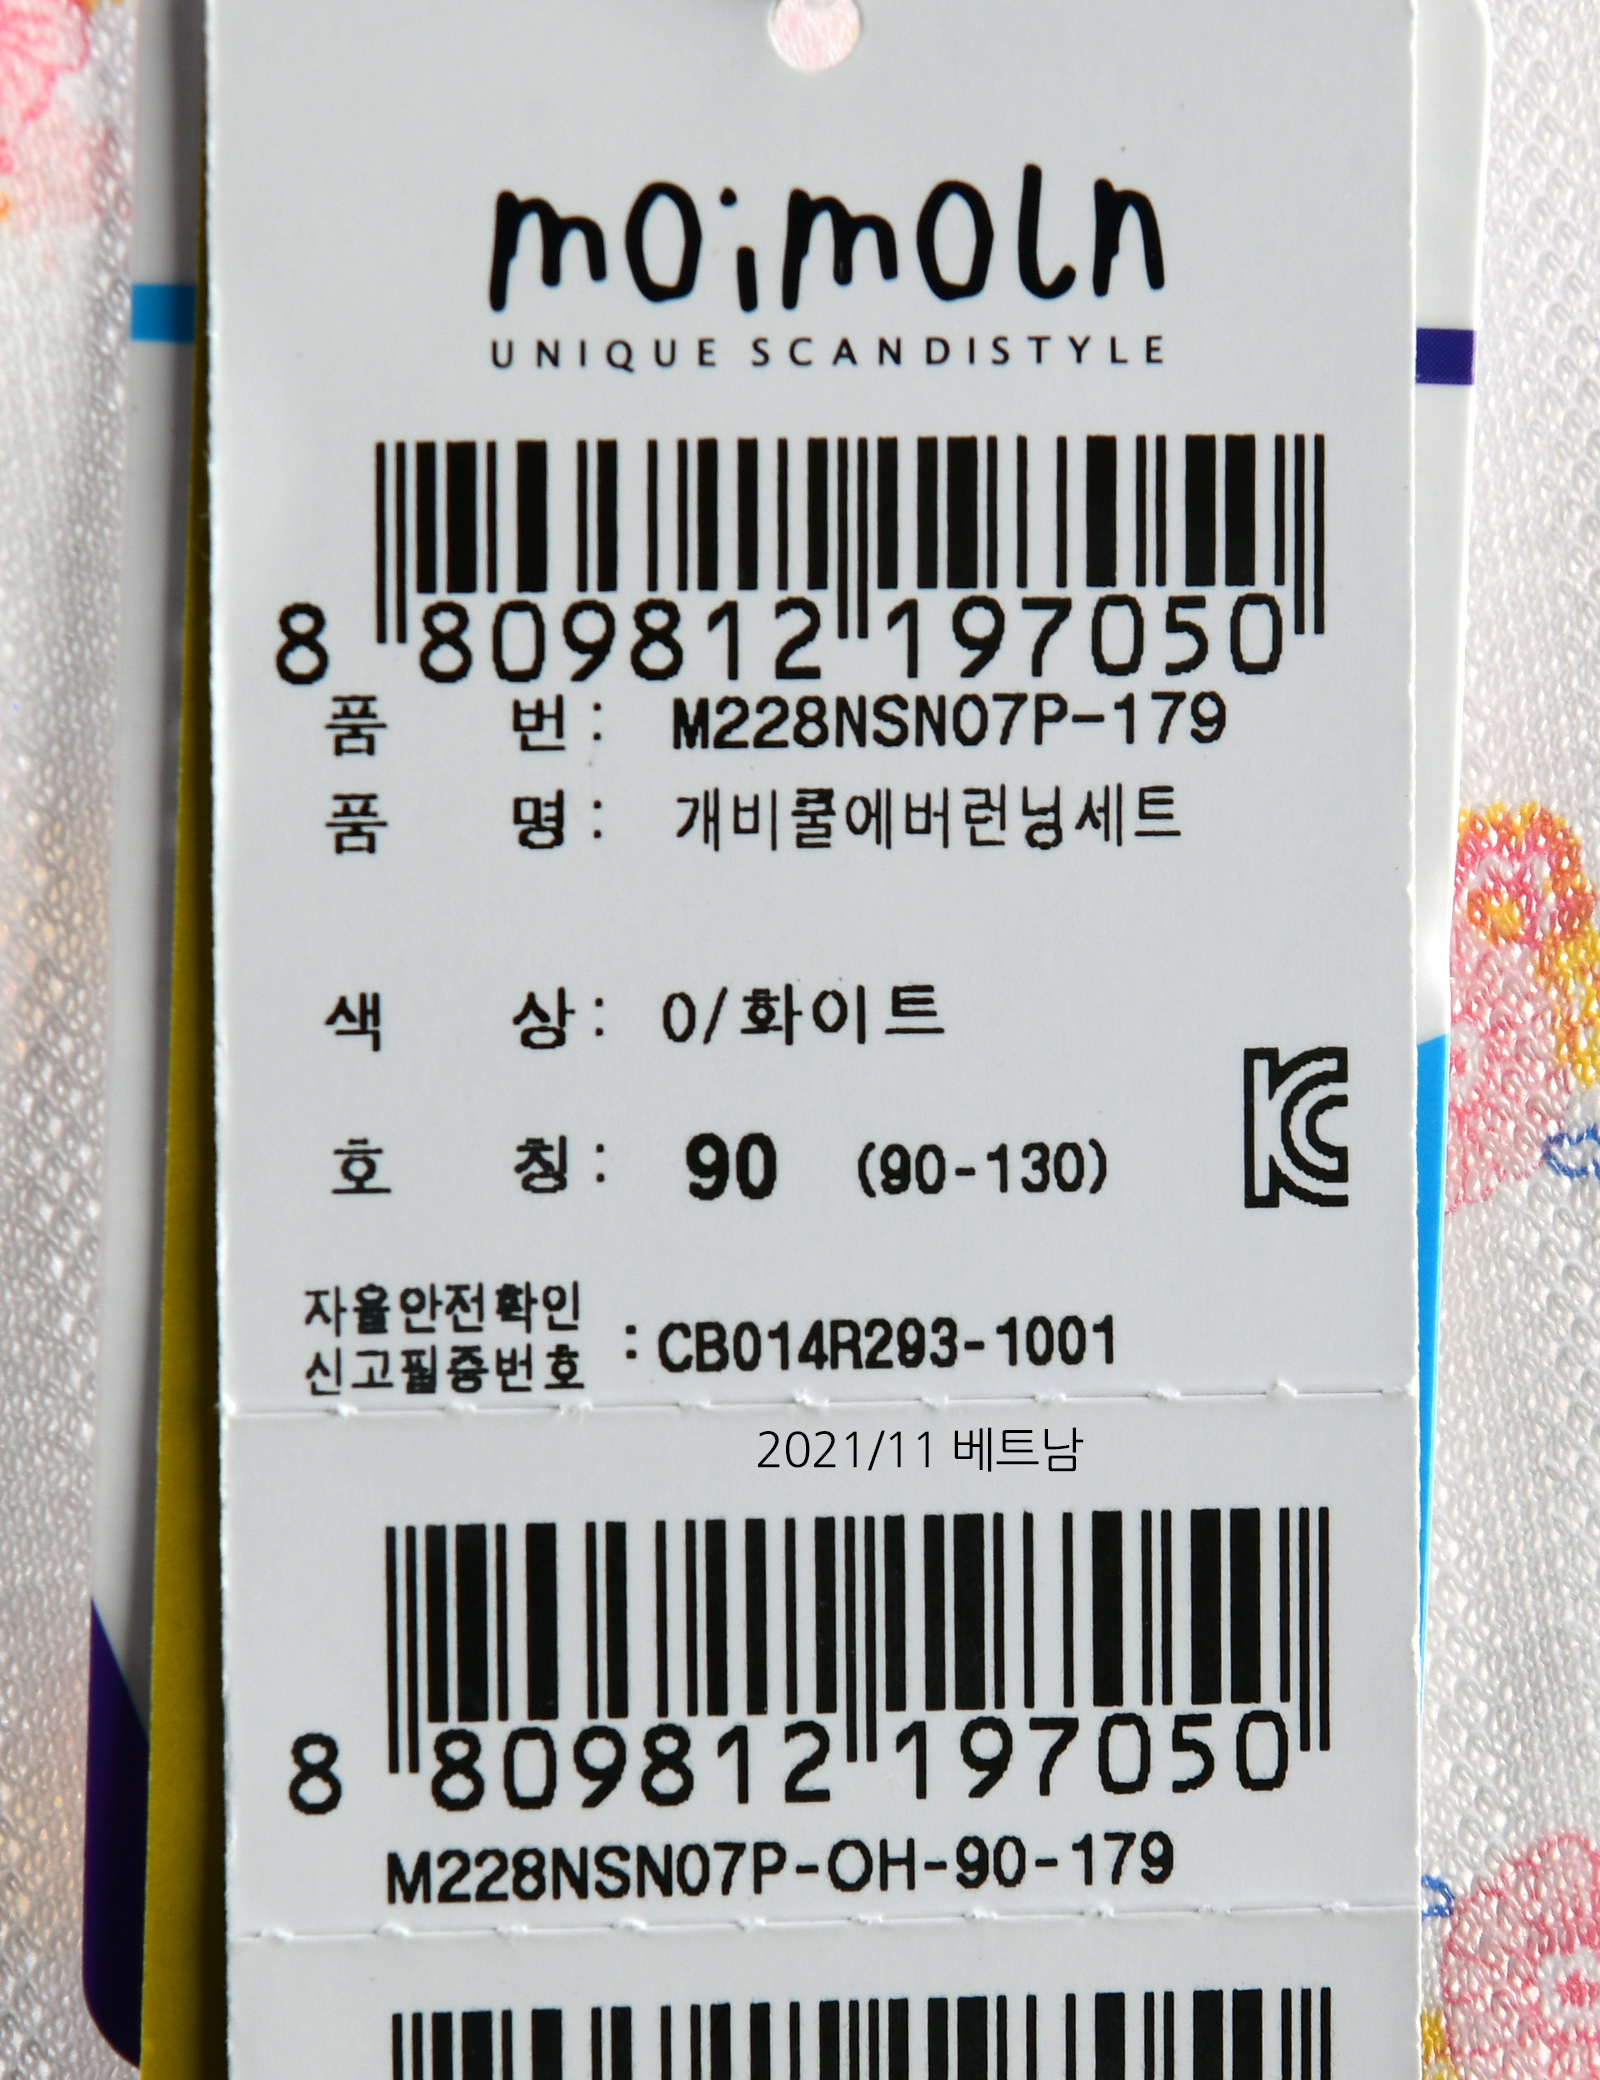 moimoln
UNIQUE SCANDISTYLE
8 809812 197050
품 번 : M228NSN07P-179
품 명 : 개비쿨에버런닝세트
색 상 : 0/화이트
호 칭 : 90 (90-130)
KC
자율안전확인
신고필증번호 : CB014R293-1001
2021/11 베트남
8 809812 197050
M228NSN07P-OH-90-179